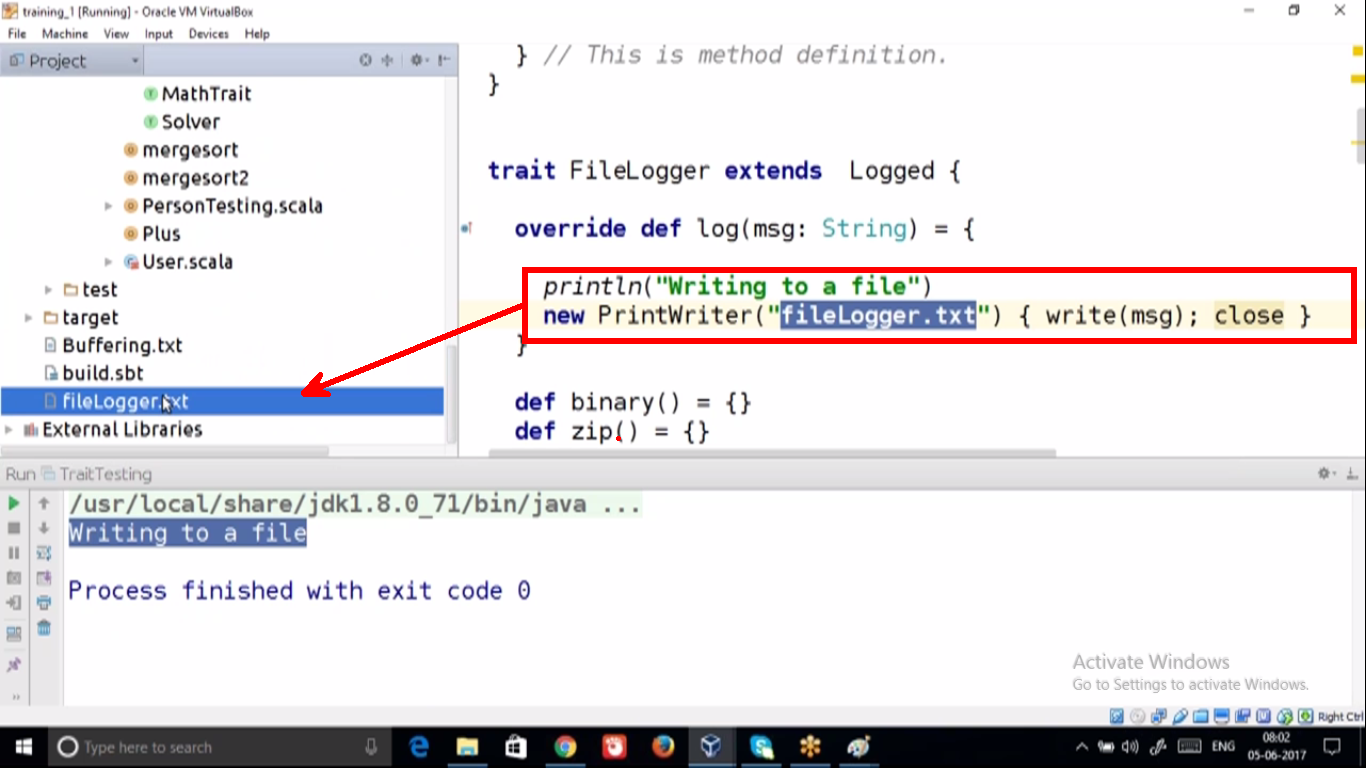 training_1 [Running] - Oracle VM VirtualBox
File Machine View Input Devices Help
Project
MathTrait
Solver
mergesort
mergesort2
PersonTesting.scala
Plus
User.scala
test
target
Buffering.txt
build.sbt
fileLogger.txt
External Libraries
} // This is method definition.
}
trait FileLogger extends Logged {
override def log(msg: String) = {
println("Writing to a file")
new PrintWriter("fileLogger.txt") { write(msg); close }
}
def binary() = {}
def zip() = {}
Run TraitTesting
/usr/local/share/jdk1.8.0_71/bin/java ...
Writing to a file
Process finished with exit code 0
Activate Windows
Go to Settings to activate Windows.
Right Ctrl
Type here to search
ENG
08:02
05-06-2017